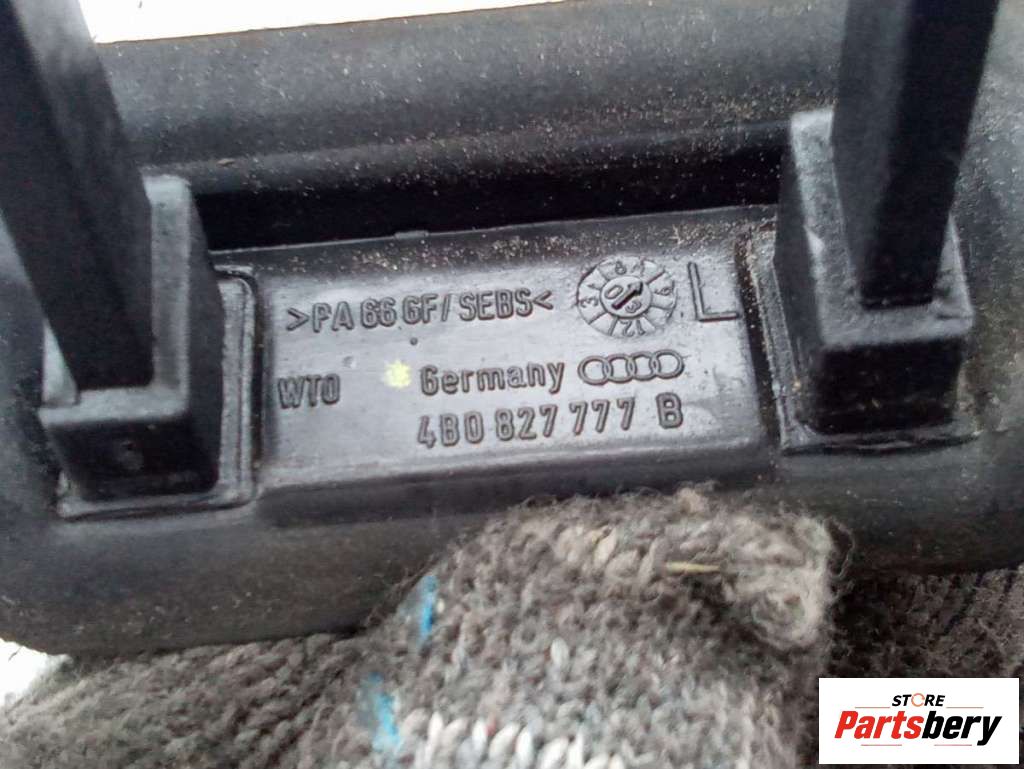 >PA 66 GF/SEBS<
L
WTO Germany
4B0 827 777 B
STORE
Partsbery